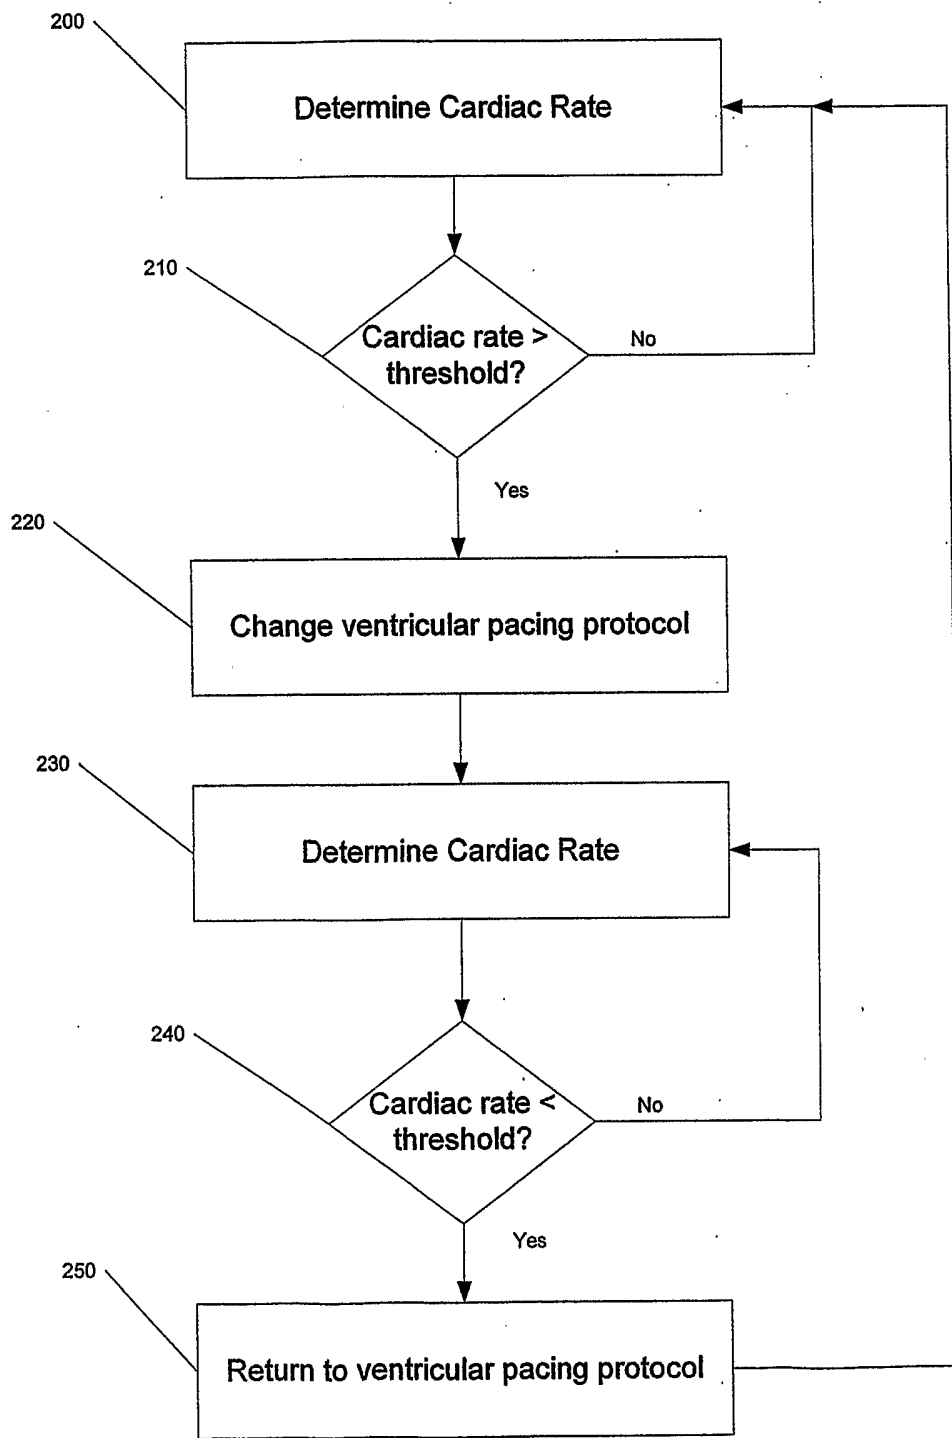 200
Determine Cardiac Rate
210
Cardiac rate >
threshold?
No
Yes
220
Change ventricular pacing protocol
230
Determine Cardiac Rate
240
Cardiac rate <
threshold?
No
Yes
250
Return to ventricular pacing protocol